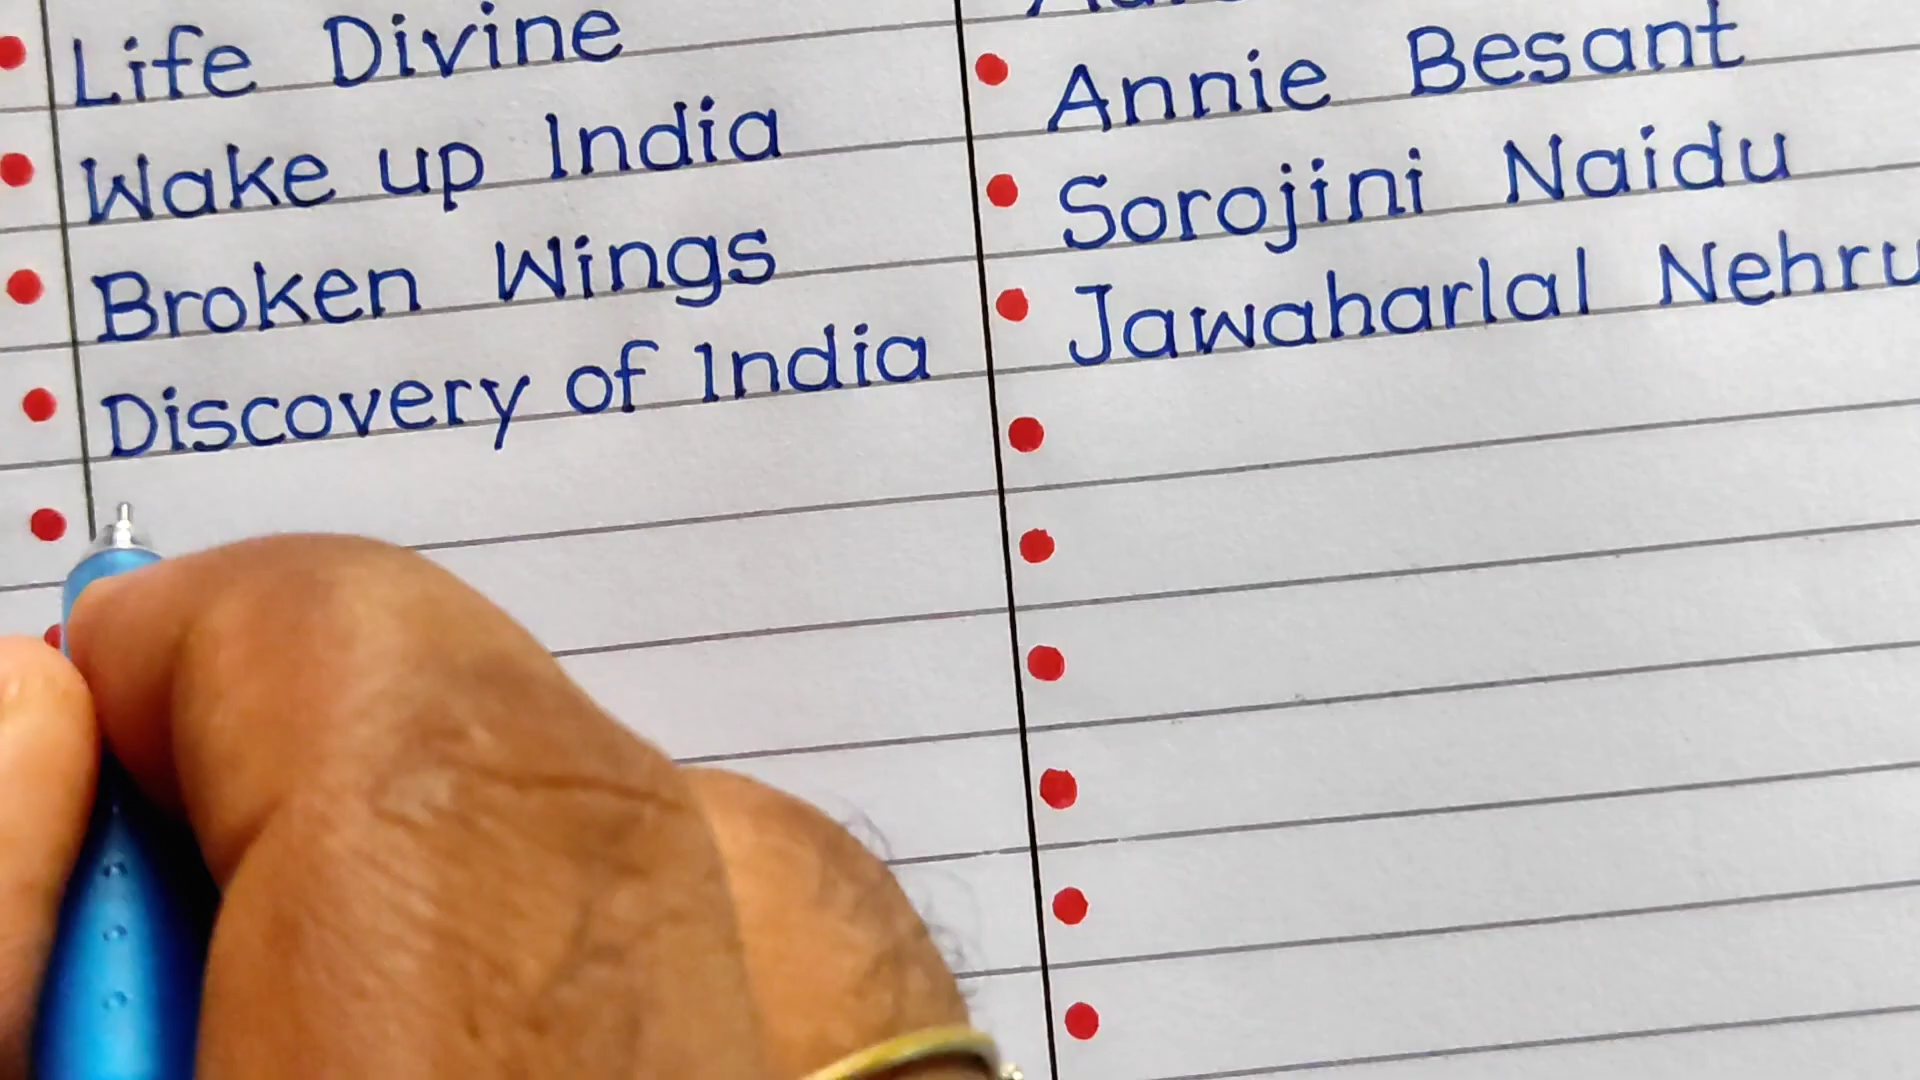 Life Divine
Wake up India Annie Besant
Broken Wings Sorojini Naidu
Discovery of India Jawaharlal Nehru